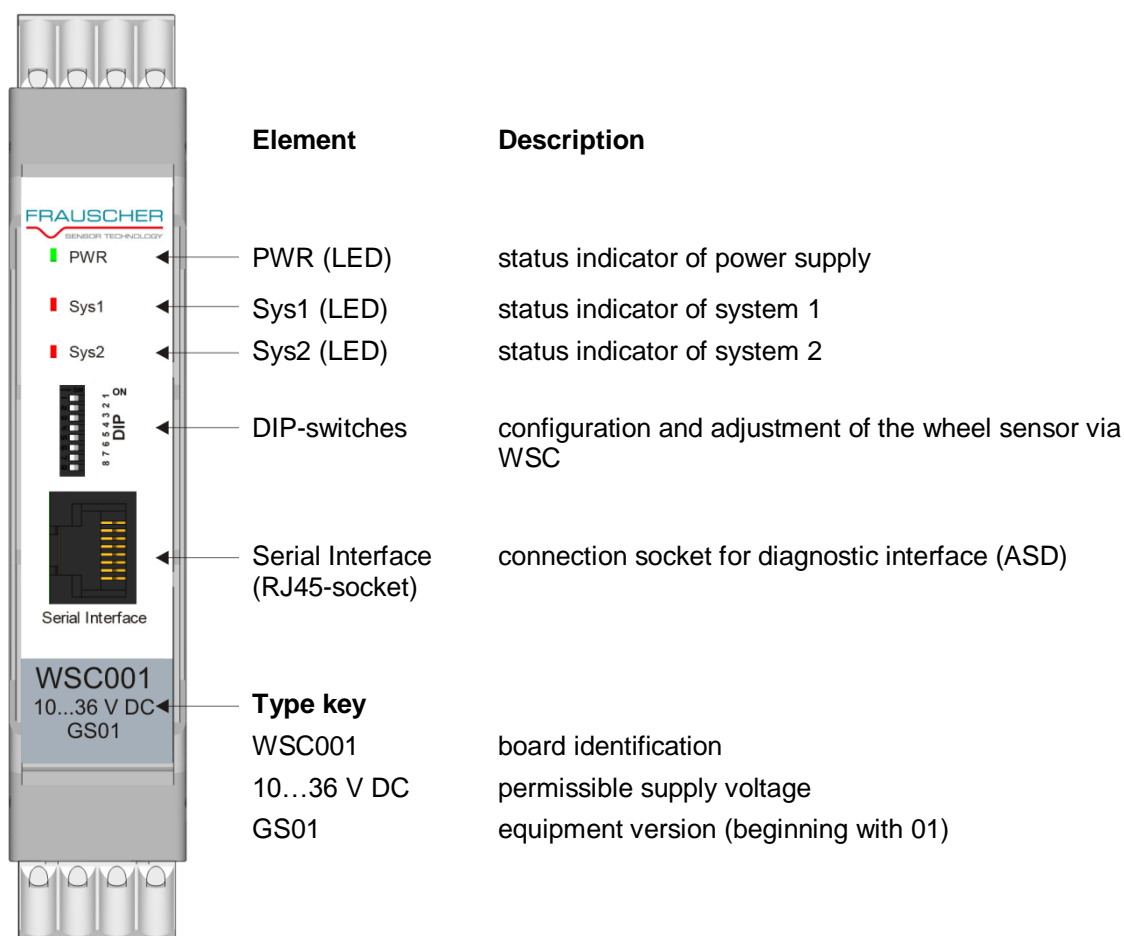 Element Description
FRAUSCHER
SENSOR TECHNOLOGY
PWR
PWR (LED) status indicator of power supply
Sys1
Sys1 (LED) status indicator of system 1
Sys2
Sys2 (LED) status indicator of system 2
ON
8 7 6 5 4 3 2 1
DIP
DIP-switches configuration and adjustment of the wheel sensor via
WSC
Serial Interface connection socket for diagnostic interface (ASD)
(RJ45-socket)
Serial Interface
WSC001
10...36 V DC
GS01
Type key
WSC001 board identification
10…36 V DC permissible supply voltage
GS01 equipment version (beginning with 01)